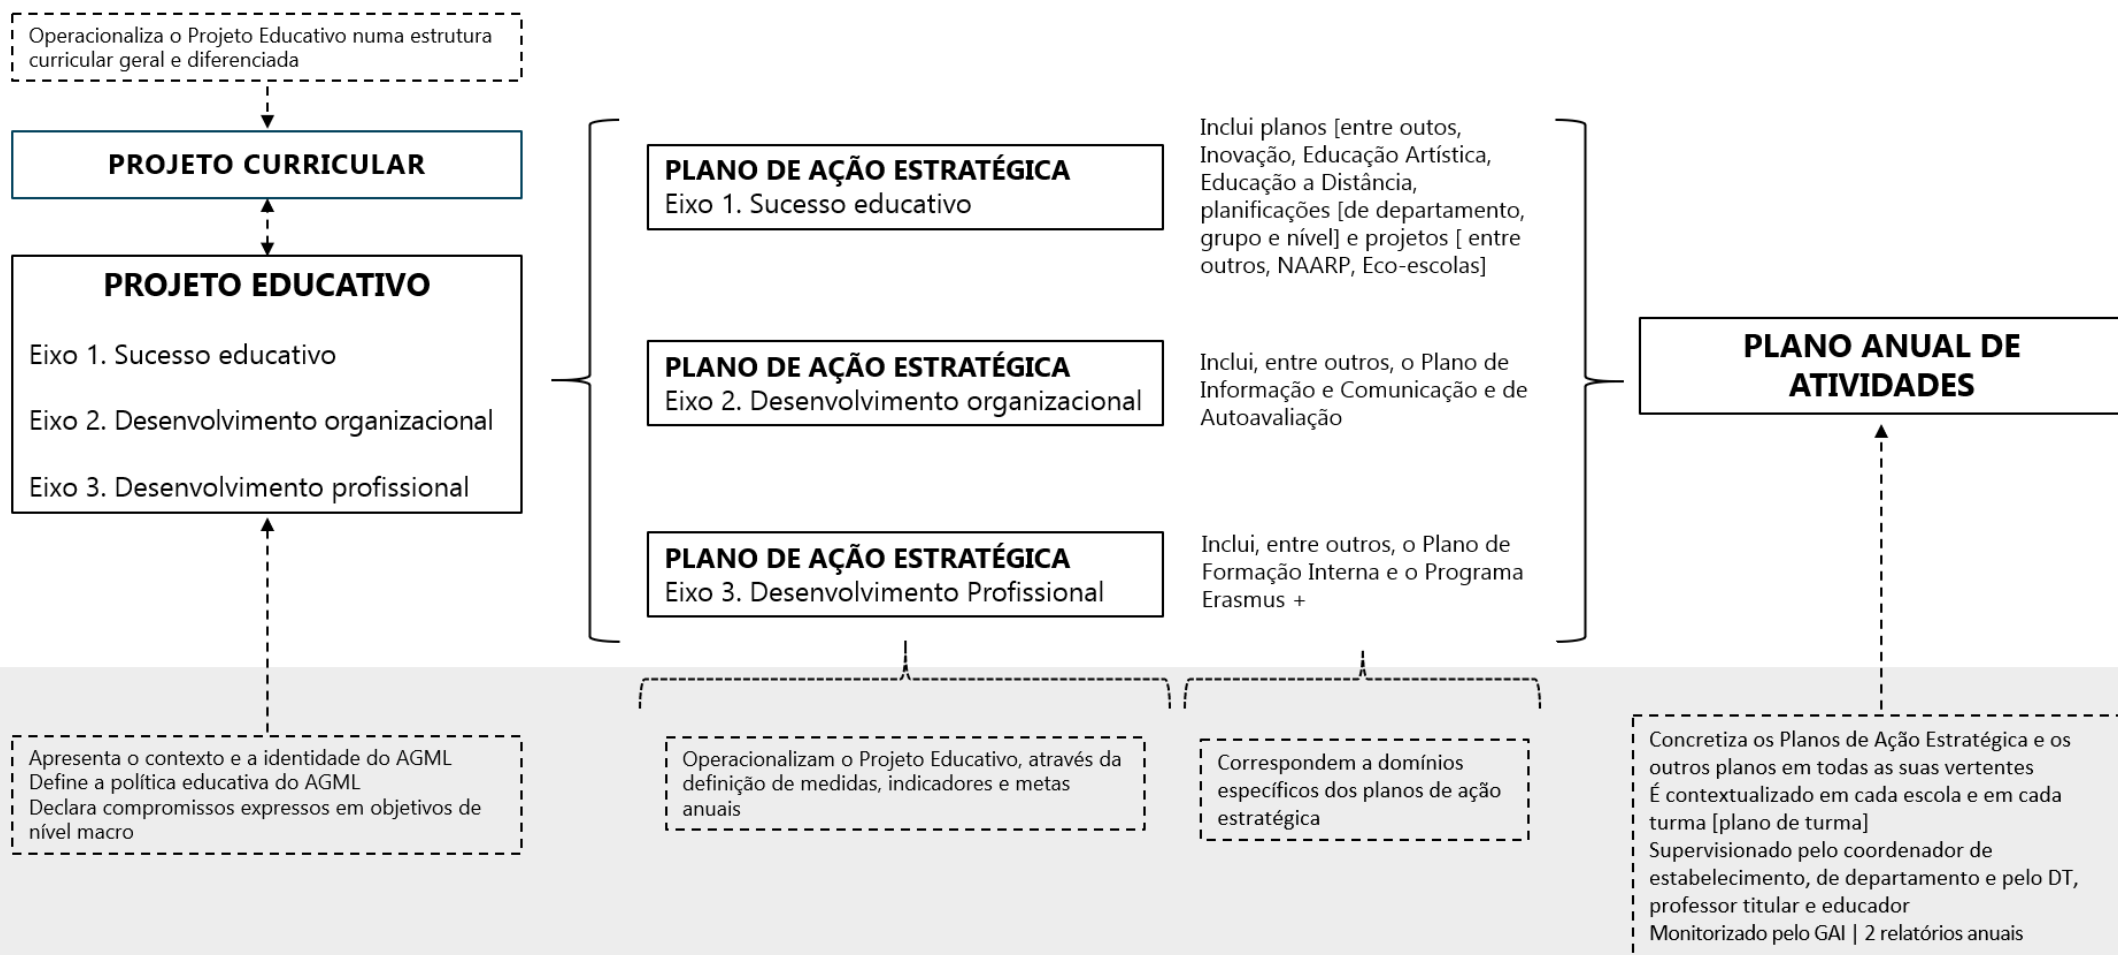 Operacionaliza o Projeto Educativo numa estrutura
curricular geral e diferenciada
PROJETO CURRICULAR
PROJETO EDUCATIVO
Eixo 1. Sucesso educativo
Eixo 2. Desenvolvimento organizacional
Eixo 3. Desenvolvimento profissional
Apresenta o contexto e a identidade do AGML
Define a política educativa do AGML
Declara compromissos expressos em objetivos de
nível macro
PLANO DE AÇÃO ESTRATÉGICA
Eixo 1. Sucesso educativo
PLANO DE AÇÃO ESTRATÉGICA
Eixo 2. Desenvolvimento organizacional
PLANO DE AÇÃO ESTRATÉGICA
Eixo 3. Desenvolvimento Profissional
Operacionalizam o Projeto Educativo, através da
definição de medidas, indicadores e metas
anuais
Inclui planos [entre outos,
Inovação, Educação Artística,
Educação a Distância,
planificações [de departamento,
grupo e nível] e projetos [ entre
outros, NAARP, Eco-escolas]
Inclui, entre outros, o Plano de
Informação e Comunicação e de
Autoavaliação
Inclui, entre outros, o Plano de
Formação Interna e o Programa
Erasmus +
Correspondem a domínios
específicos dos planos de ação
estratégica
PLANO ANUAL DE
ATIVIDADES
Concretiza os Planos de Ação Estratégica e os
outros planos em todas as suas vertentes
É contextualizado em cada escola e em cada
turma [plano de turma]
Supervisionado pelo coordenador de
estabelecimento, de departamento e pelo DT,
professor titular e educador
Monitorizado pelo GAI | 2 relatórios anuais